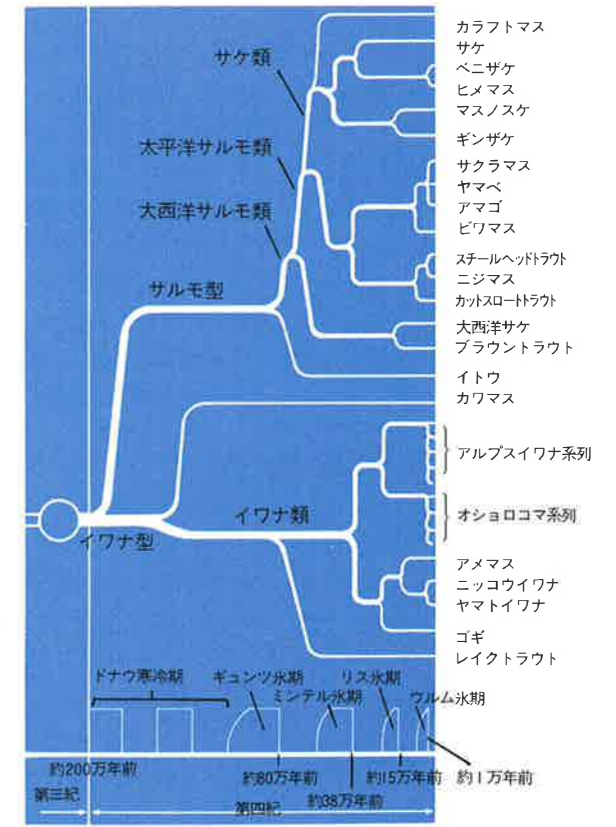 カラフトマス
サケ
ベニザケ
ヒメマス
マスノスケ
ギンザケ
サクラマス
ヤマベ
アマゴ
ビワマス
スチールヘッドトラウト
ニジマス
カットスロートトラウト
大西洋サケ
ブラウントラウト
イトウ
カワマス
アルプスイワナ系列
オショロコマ系列
アメマス
ニッコウイワナ
ヤマトイワナ
ゴギ
レイクトラウト
サケ類
太平洋サルモ類
大西洋サルモ類
サルモ型
イワナ類
イワナ型
ドナウ寒冷期
ギュンツ氷期
ミンデル氷期
リス氷期
ウルム氷期
約200万年前
約80万年前
約38万年前
約15万年前
約1万年前
第三紀
第四紀